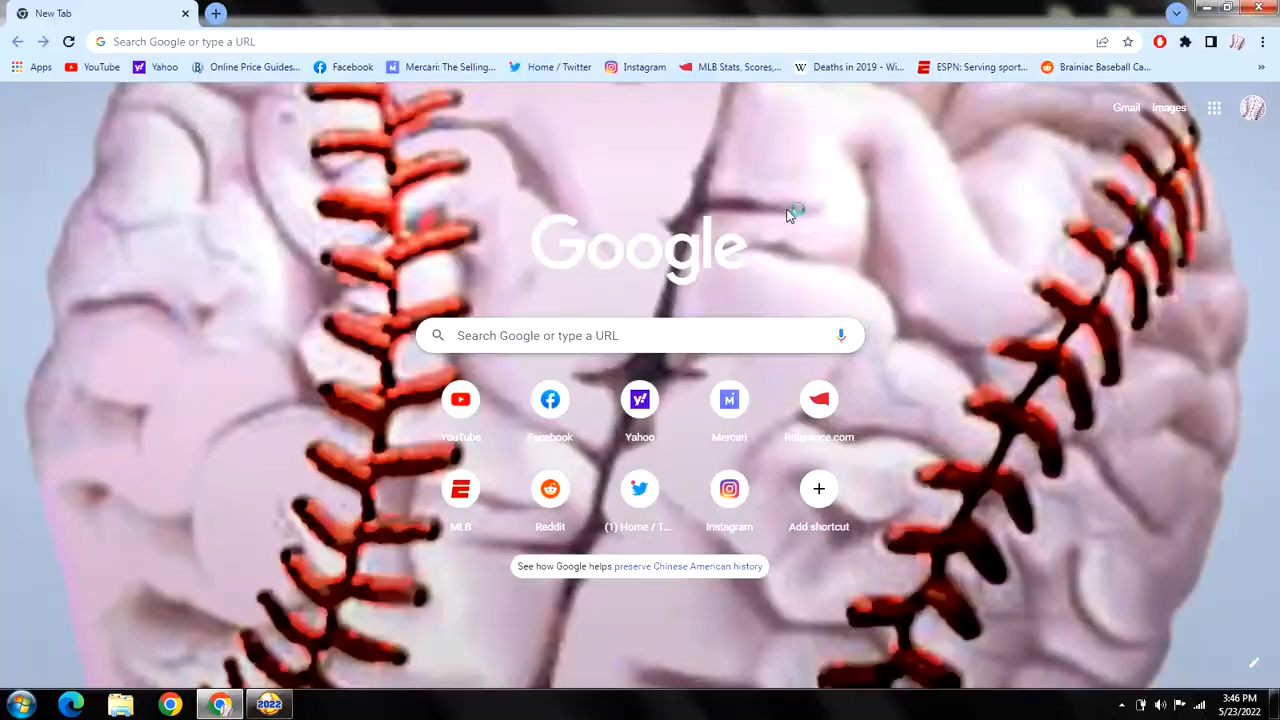 New Tab
Search Google or type a URL
Apps YouTube Yahoo Online Price Guides... Facebook Mercari: The Selling... Home / Twitter Instagram MLB Stats, Scores,... Deaths in 2019 - Wi... ESPN: Serving sport... Brainiac Baseball Ca... »
Gmail Images
Google
Search Google or type a URL
YouTube Facebook Yahoo Mercari Reference.com
MLB Reddit (1) Home / T... Instagram Add shortcut
See how Google helps preserve Chinese American history
2022
3:46 PM
5/23/2022